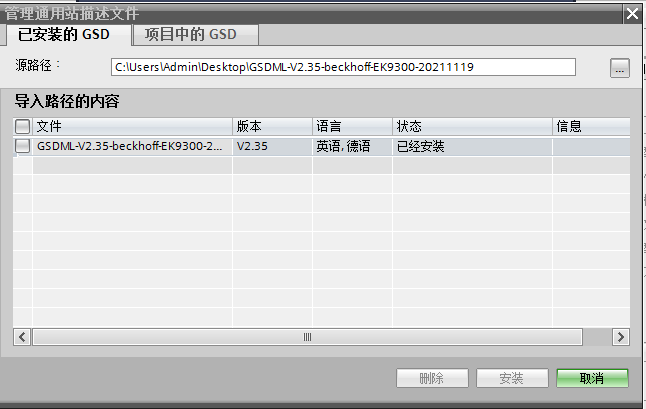 管理通用站描述文件
已安装的 GSD 项目中的 GSD
源路径： C:\Users\Admin\Desktop\GSDML-V2.35-beckhoff-EK9300-20211119 ...
导入路径的内容
文件 版本 语言 状态 信息
GSDML-V2.35-beckhoff-EK9300-2... V2.35 英语, 德语 已经安装
删除 安装 取消